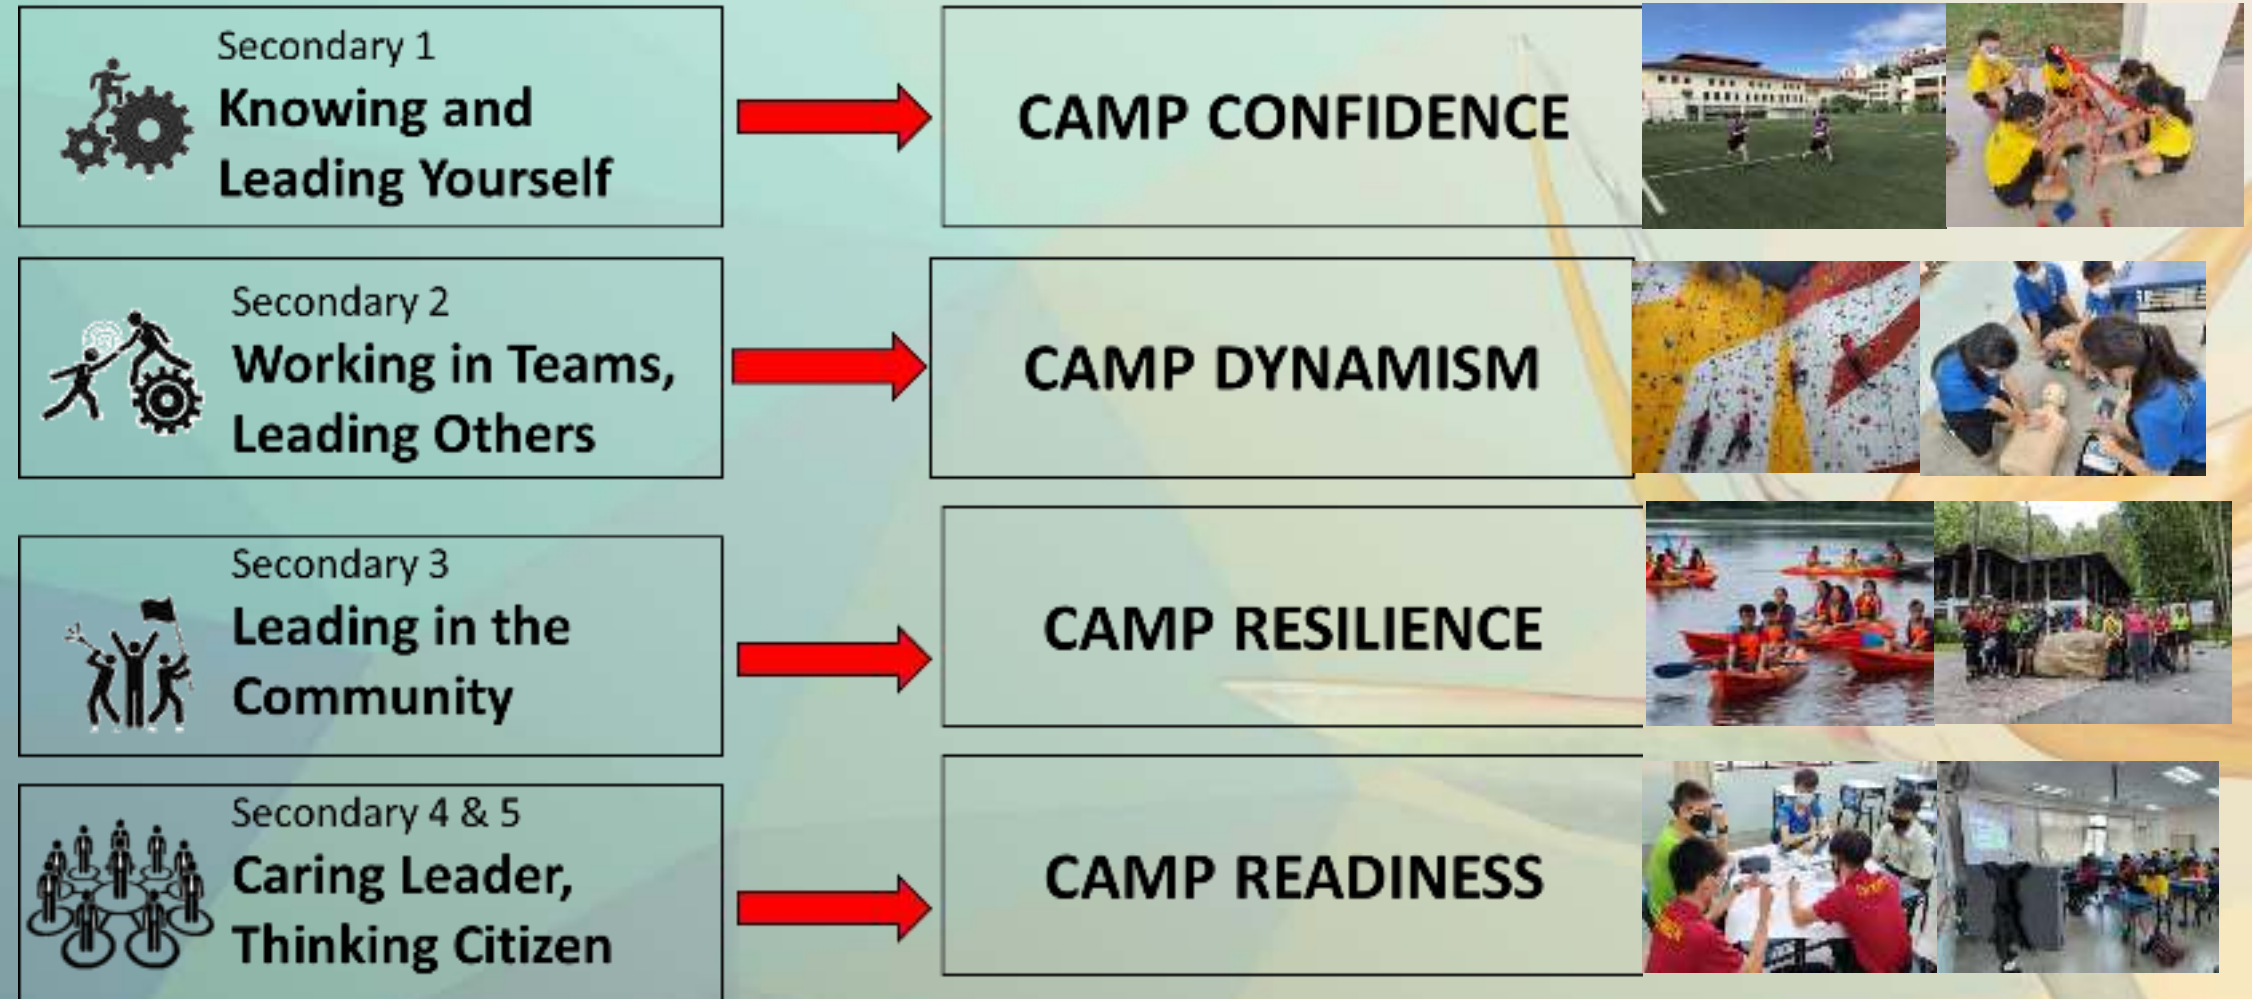 Secondary 1
Knowing and
Leading Yourself
CAMP CONFIDENCE
Secondary 2
Working in Teams,
Leading Others
CAMP DYNAMISM
Secondary 3
Leading in the
Community
CAMP RESILIENCE
Secondary 4 & 5
Caring Leader,
Thinking Citizen
CAMP READINESS